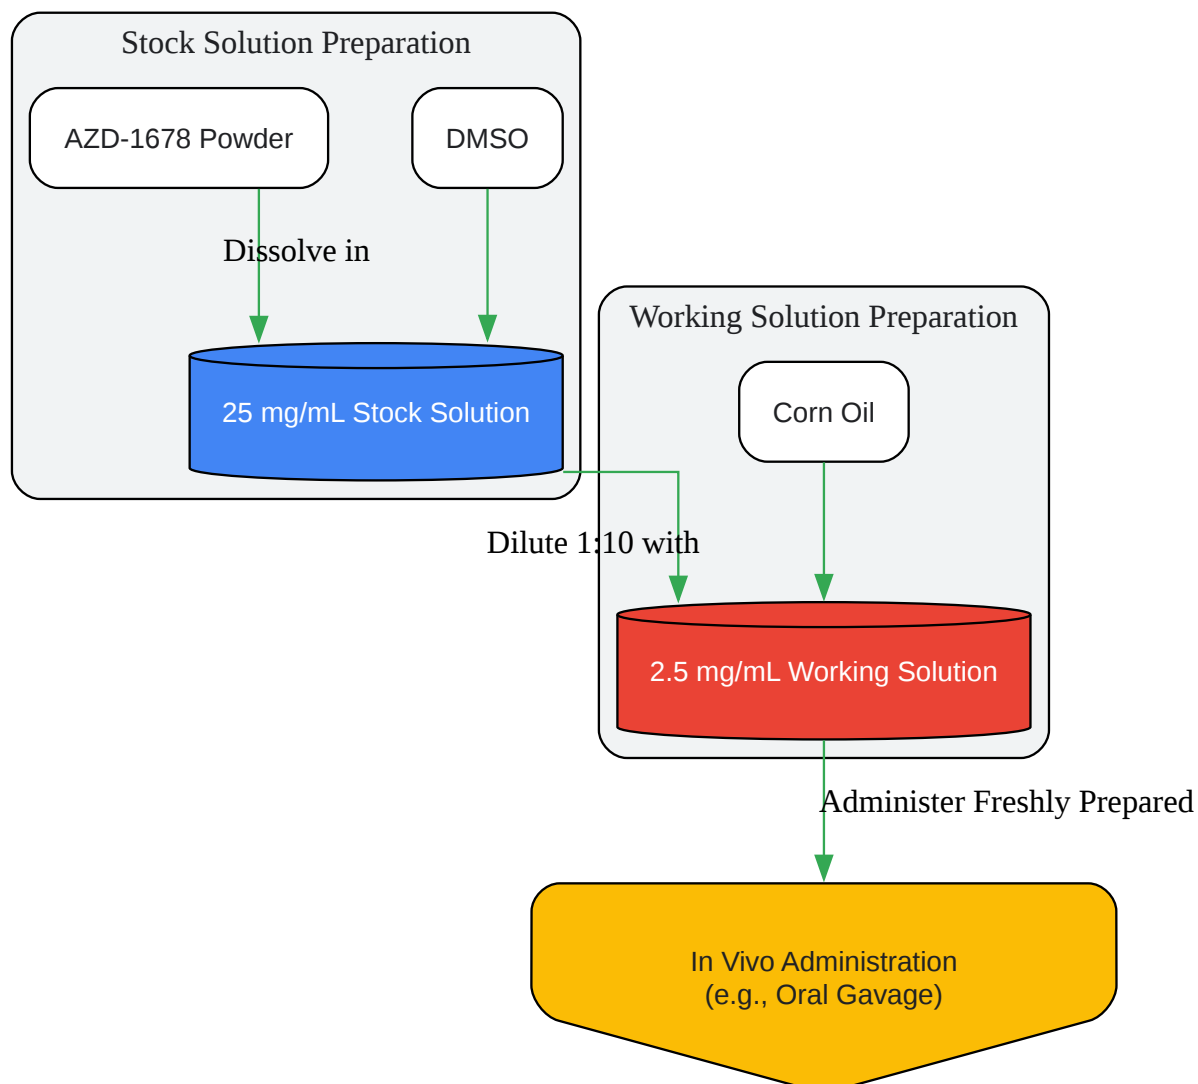 Stock Solution Preparation
AZD-1678 Powder
DMSO
Dissolve in
25 mg/mL Stock Solution
Working Solution Preparation
Corn Oil
Dilute 1:10 with
2.5 mg/mL Working Solution
Administer Freshly Prepared
In Vivo Administration
(e.g., Oral Gavage)